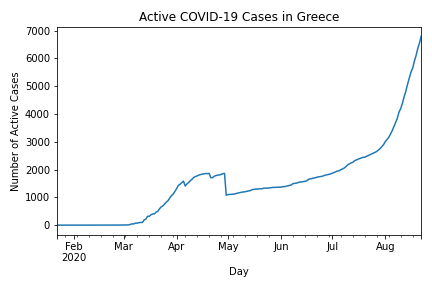 Active COVID-19 Cases in Greece
Number of Active Cases
7000
6000
5000
4000
3000
2000
1000
0
Feb Mar Apr May Jun Jul Aug
2020
Day